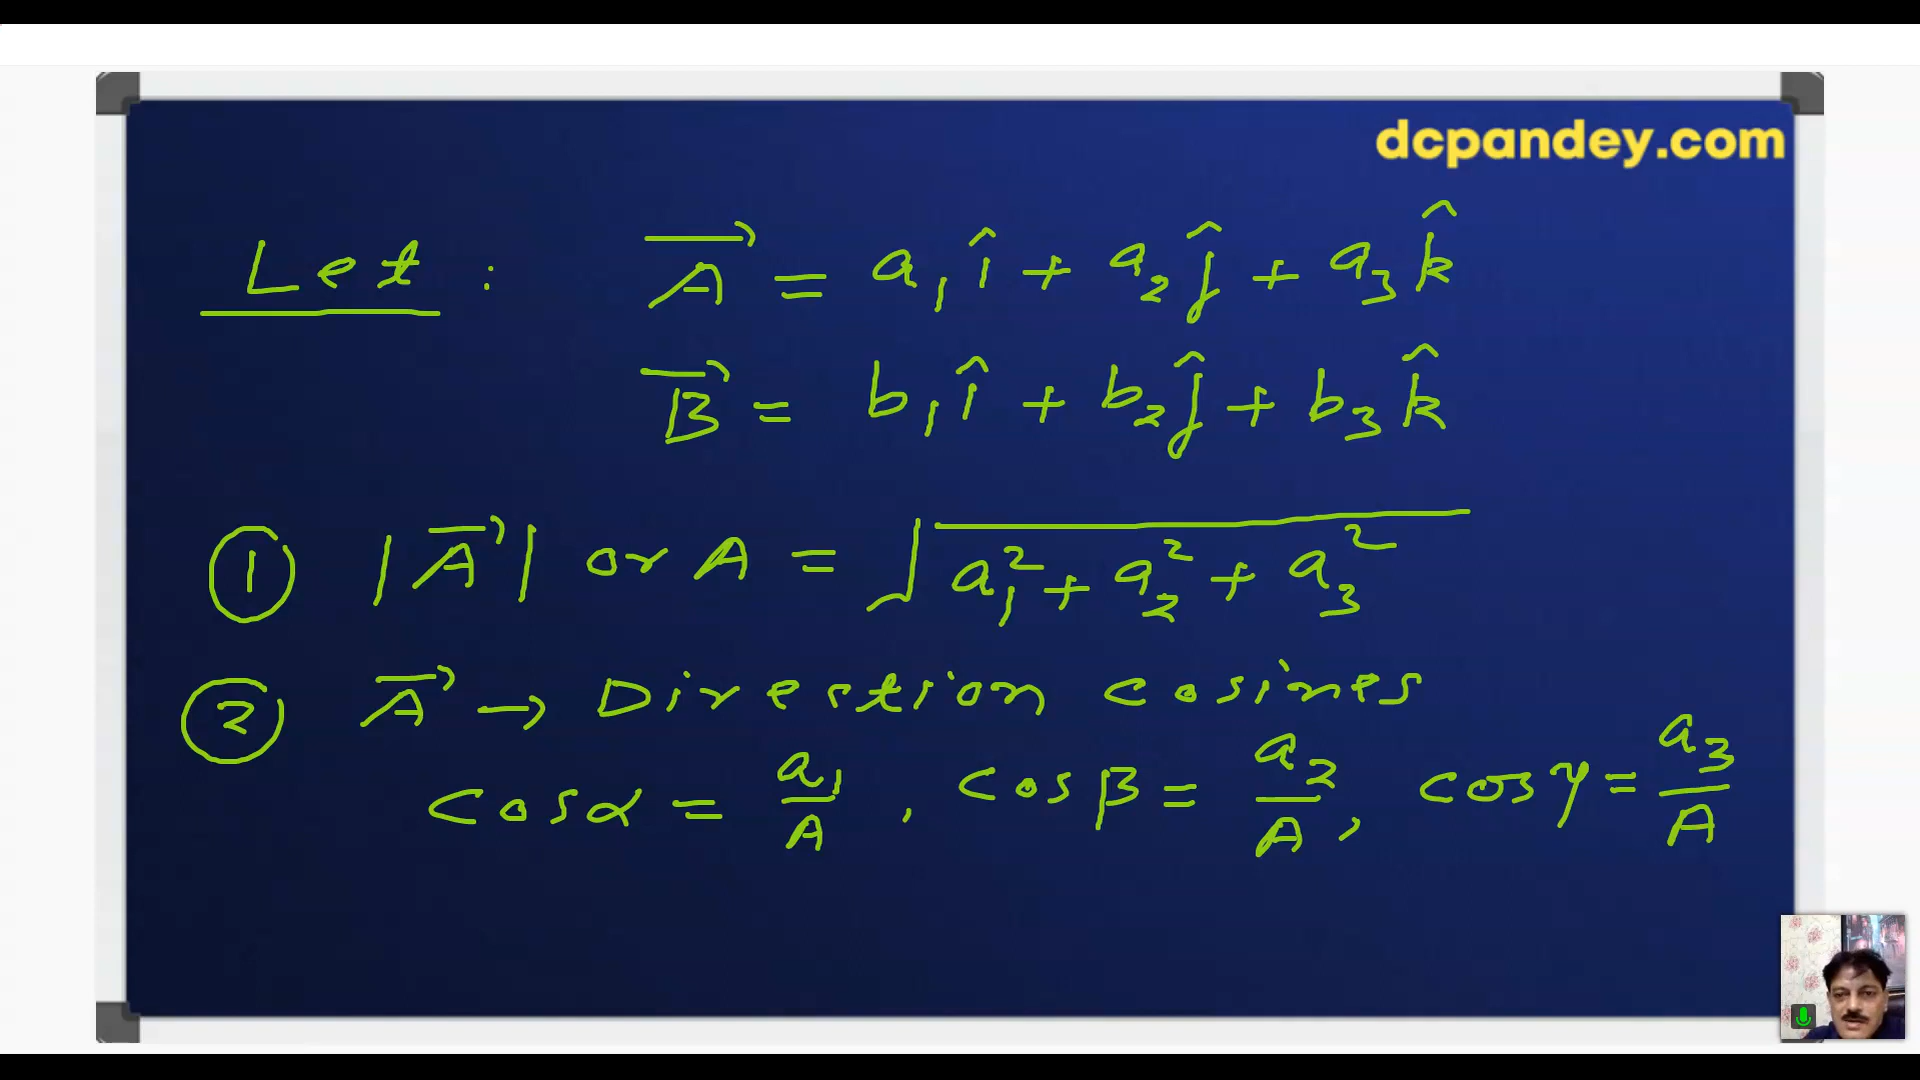 dcpandey.com
Let : A⃗ = a₁î + a₂ĵ + a₃k̂
B⃗ = b₁î + b₂ĵ + b₃k̂
① |A⃗| or A = √(a₁² + a₂² + a₃²)
② A⃗ → Direction cosines
cosα = a₁/A , cosβ = a₂/A , cosγ = a₃/A